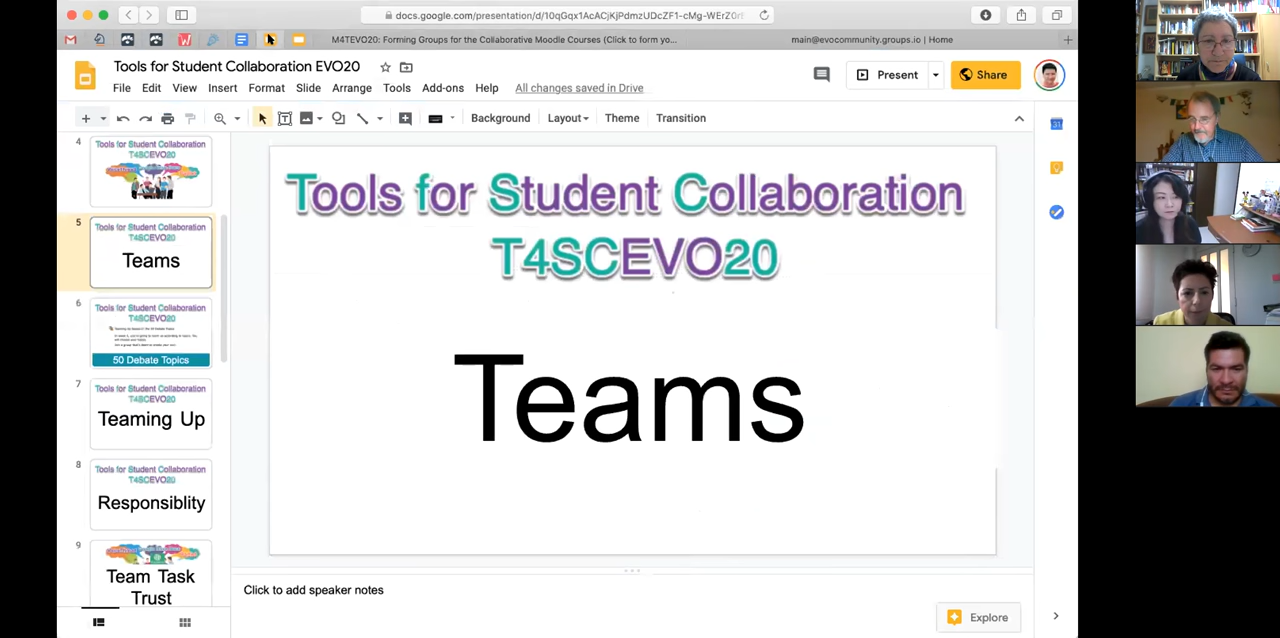 docs.google.com/presentation/d/10qGqx1AcACjKjPdmzUDcZF1-cMg-WErZ0r
M4TEVO20: Forming Groups for the Collaborative Moodle Courses (Click to form yo...
main@evocommunity.groups.io | Home
Tools for Student Collaboration EVO20
File Edit View Insert Format Slide Arrange Tools Add-ons Help All changes saved in Drive
Present
Share
Background Layout Theme Transition
4
Tools for Student Collaboration
T4SCEVO20
5
Tools for Student Collaboration
T4SCEVO20
Teams
6
Tools for Student Collaboration
T4SCEVO20
50 Debate Topics
7
Tools for Student Collaboration
T4SCEVO20
Teaming Up
8
Tools for Student Collaboration
T4SCEVO20
Responsiblity
9
Team Task
Trust
Tools for Student Collaboration
T4SCEVO20
Teams
Click to add speaker notes
Explore
31